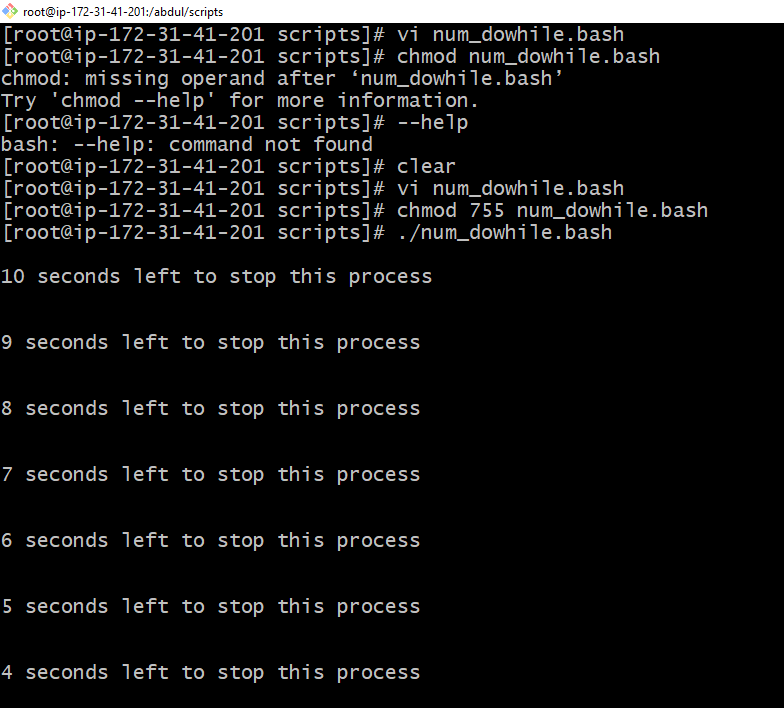 root@ip-172-31-41-201:/abdul/scripts
[root@ip-172-31-41-201 scripts]# vi num_dowhile.bash
[root@ip-172-31-41-201 scripts]# chmod num_dowhile.bash
chmod: missing operand after ‘num_dowhile.bash’
Try 'chmod --help' for more information.
[root@ip-172-31-41-201 scripts]# --help
bash: --help: command not found
[root@ip-172-31-41-201 scripts]# clear
[root@ip-172-31-41-201 scripts]# vi num_dowhile.bash
[root@ip-172-31-41-201 scripts]# chmod 755 num_dowhile.bash
[root@ip-172-31-41-201 scripts]# ./num_dowhile.bash
10 seconds left to stop this process
9 seconds left to stop this process
8 seconds left to stop this process
7 seconds left to stop this process
6 seconds left to stop this process
5 seconds left to stop this process
4 seconds left to stop this process